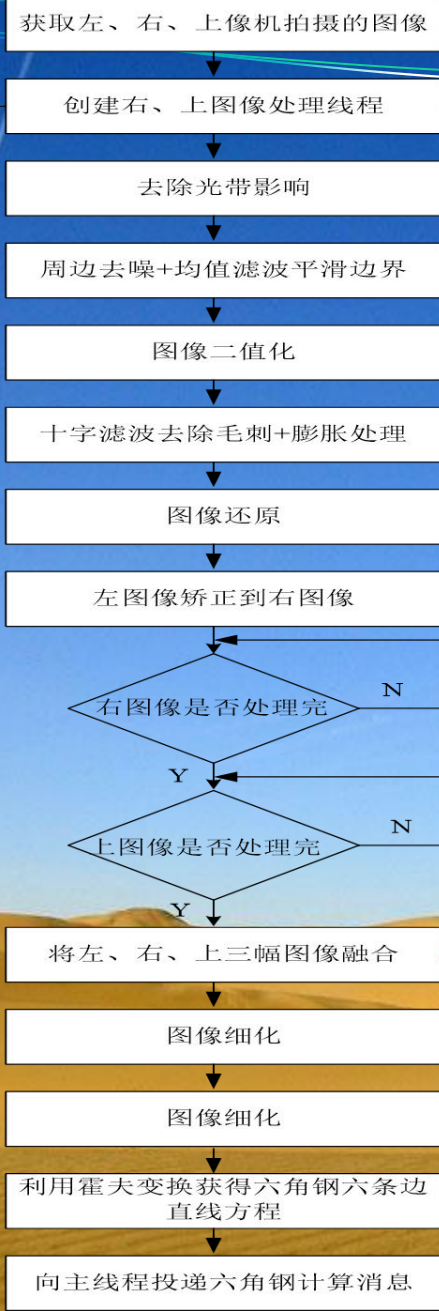 获取左、右、上像机拍摄的图像
创建右、上图像处理线程
去除光带影响
周边去噪+均值滤波平滑边界
图像二值化
十字滤波去除毛刺+膨胀处理
图像还原
左图像矫正到右图像
右图像是否处理完
N
Y
上图像是否处理完
N
Y
将左、右、上三幅图像融合
图像细化
图像细化
利用霍夫变换获得六角钢六条边
直线方程
向主线程投递六角钢计算消息